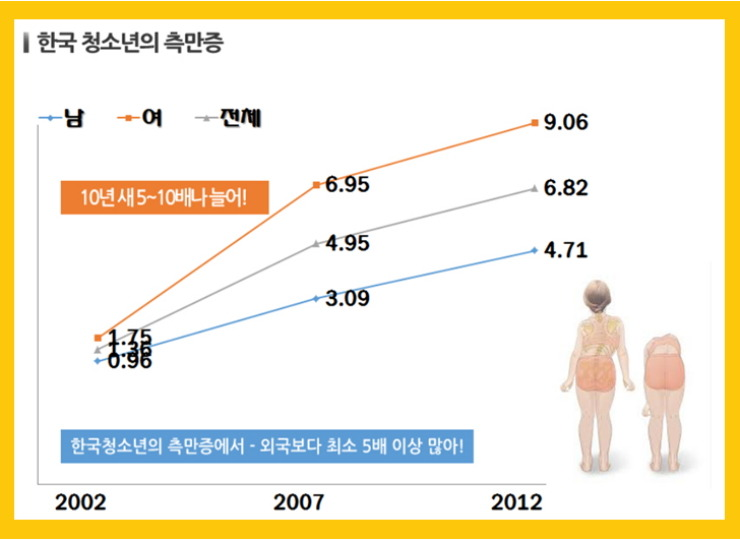 한국 청소년의 측만증
남 여 전체
9.06
10년 새 5~10배나 늘어!
6.95
6.82
4.95
4.71
3.09
1.75
1.36
0.96
한국청소년의 측만증에서 - 외국보다 최소 5배 이상 많아!
2002 2007 2012